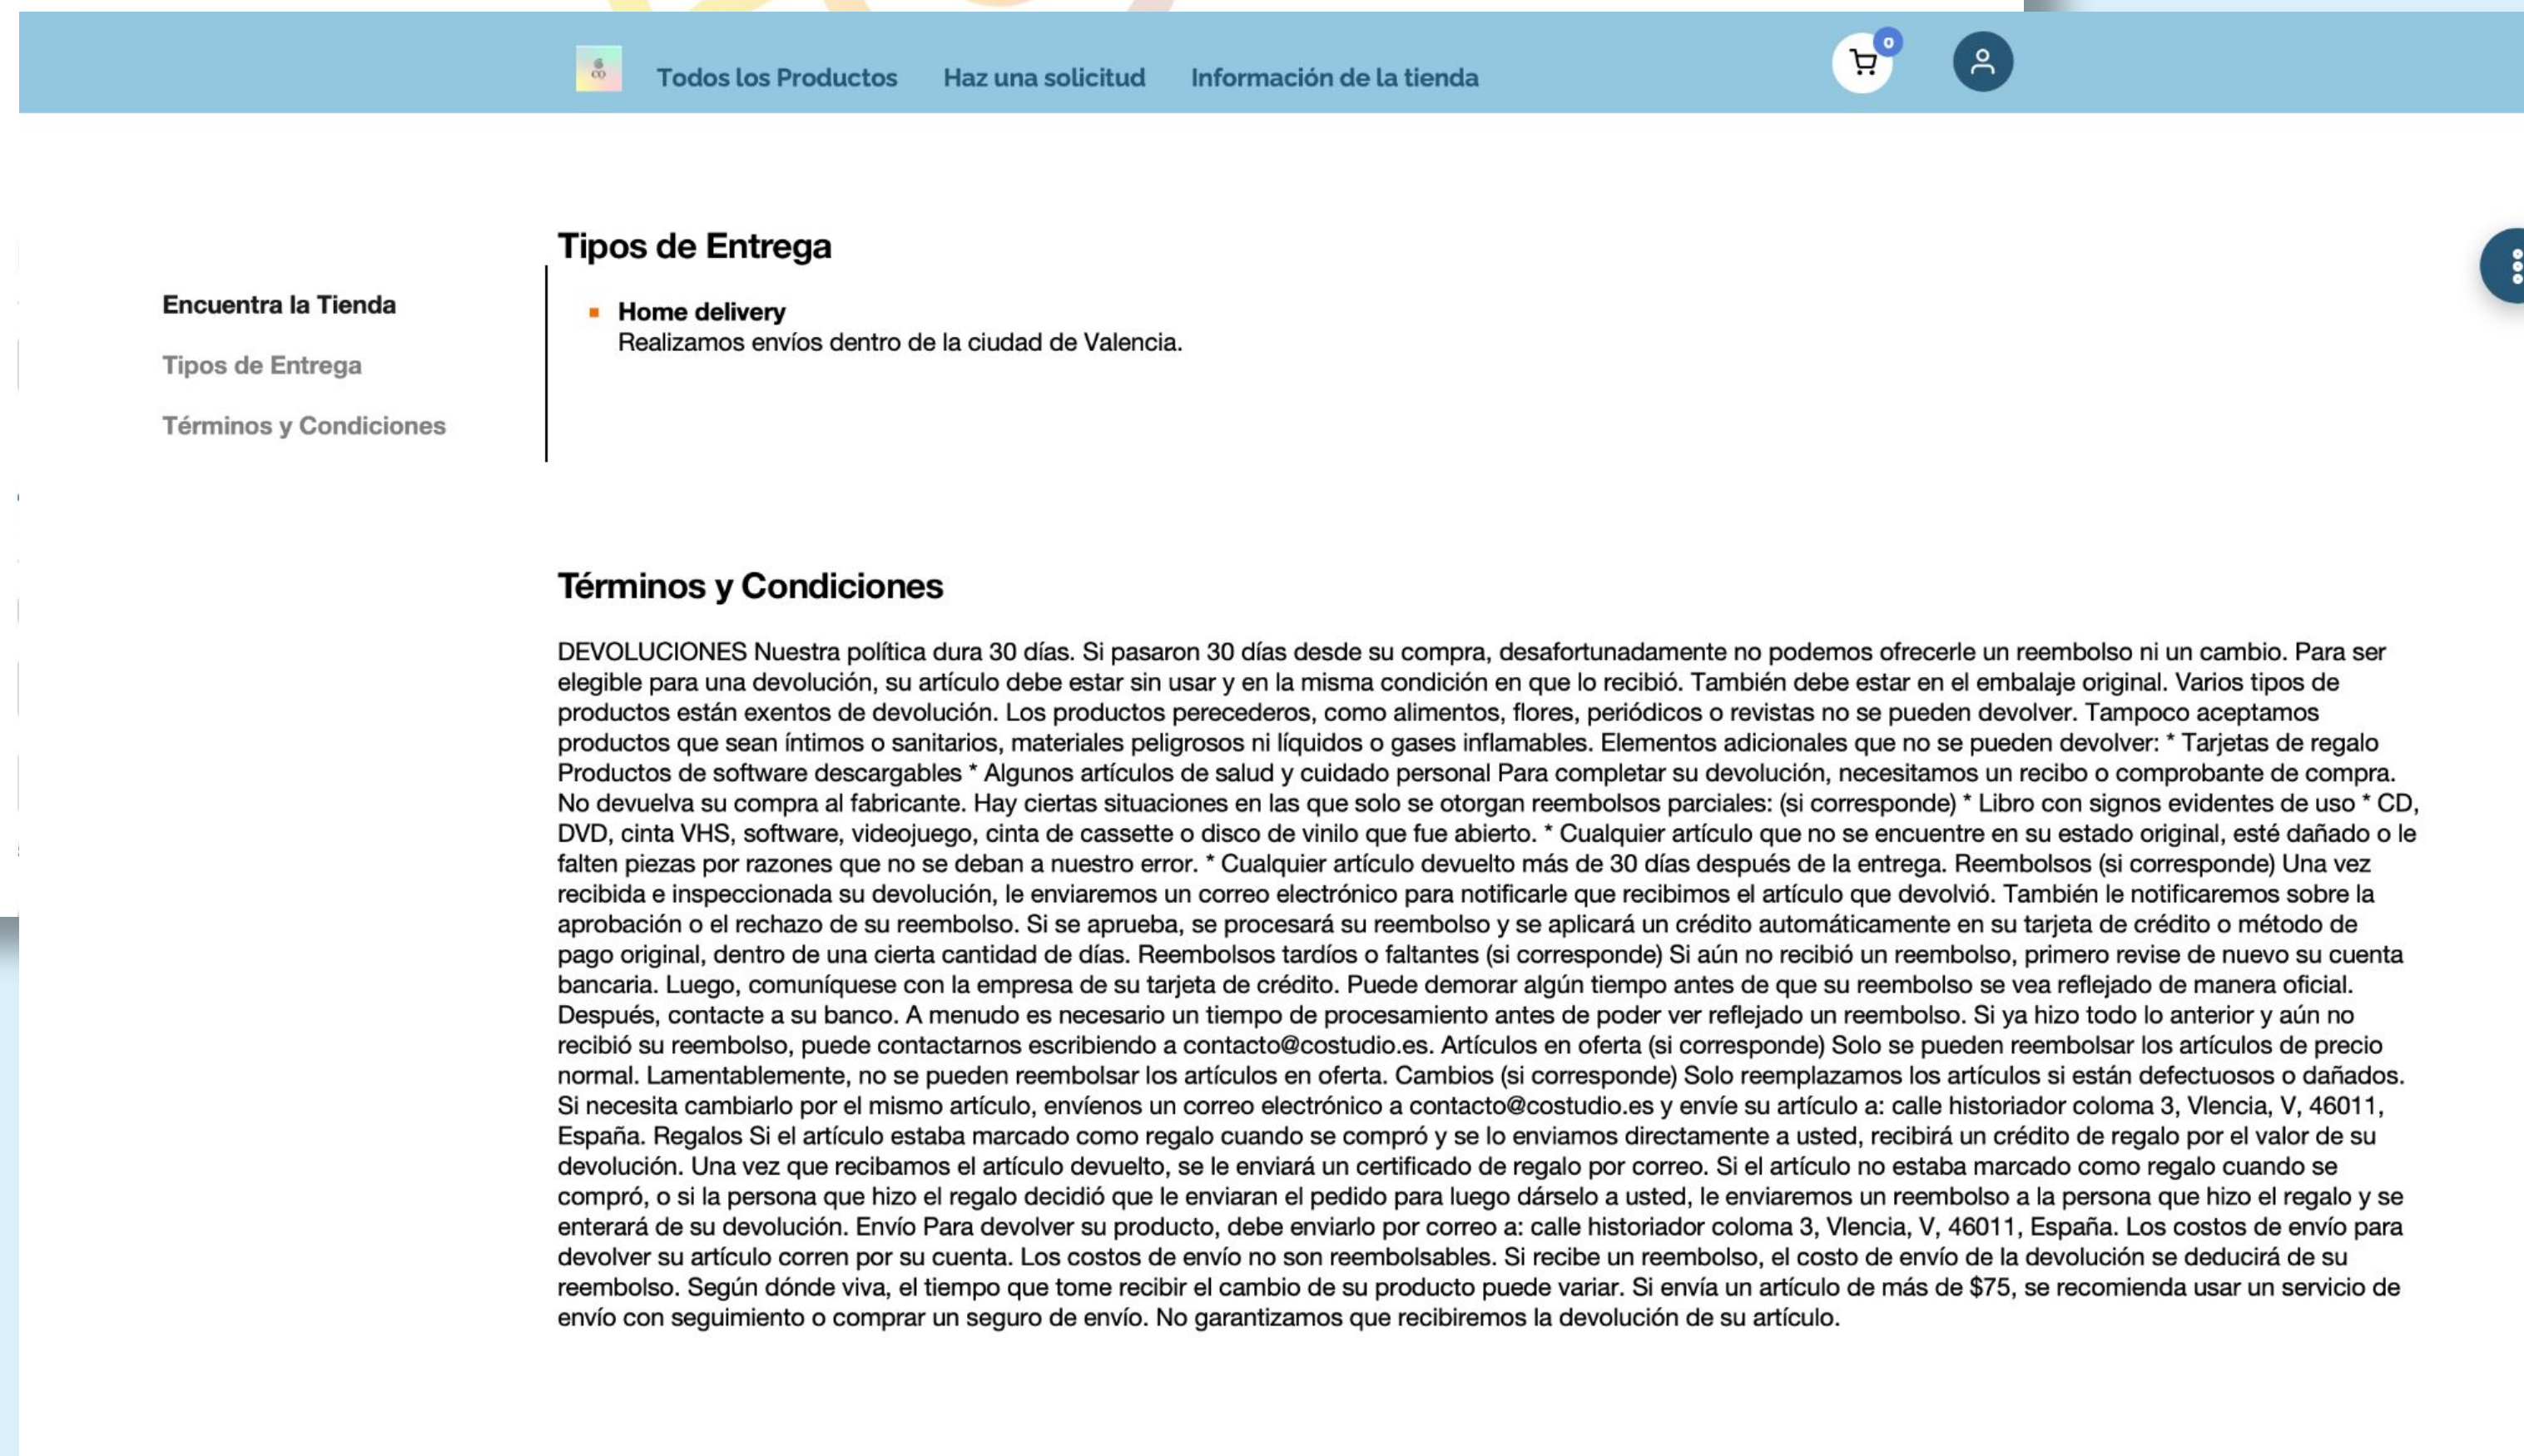 CO
Todos los Productos
Haz una solicitud
Información de la tienda
0
Encuentra la Tienda
Tipos de Entrega
Términos y Condiciones
Tipos de Entrega
Home delivery
Realizamos envíos dentro de la ciudad de Valencia.
Términos y Condiciones
DEVOLUCIONES Nuestra política dura 30 días. Si pasaron 30 días desde su compra, desafortunadamente no podemos ofrecerle un reembolso ni un cambio. Para ser
elegible para una devolución, su artículo debe estar sin usar y en la misma condición en que lo recibió. También debe estar en el embalaje original. Varios tipos de
productos están exentos de devolución. Los productos perecederos, como alimentos, flores, periódicos o revistas no se pueden devolver. Tampoco aceptamos
productos que sean íntimos o sanitarios, materiales peligrosos ni líquidos o gases inflamables. Elementos adicionales que no se pueden devolver: * Tarjetas de regalo
Productos de software descargables * Algunos artículos de salud y cuidado personal Para completar su devolución, necesitamos un recibo o comprobante de compra.
No devuelva su compra al fabricante. Hay ciertas situaciones en las que solo se otorgan reembolsos parciales: (si corresponde) * Libro con signos evidentes de uso * CD,
DVD, cinta VHS, software, videojuego, cinta de cassette o disco de vinilo que fue abierto. * Cualquier artículo que no se encuentre en su estado original, esté dañado o le
falten piezas por razones que no se deban a nuestro error. * Cualquier artículo devuelto más de 30 días después de la entrega. Reembolsos (si corresponde) Una vez
recibida e inspeccionada su devolución, le enviaremos un correo electrónico para notificarle que recibimos el artículo que devolvió. También le notificaremos sobre la
aprobación o el rechazo de su reembolso. Si se aprueba, se procesará su reembolso y se aplicará un crédito automáticamente en su tarjeta de crédito o método de
pago original, dentro de una cierta cantidad de días. Reembolsos tardíos o faltantes (si corresponde) Si aún no recibió un reembolso, primero revise de nuevo su cuenta
bancaria. Luego, comuníquese con la empresa de su tarjeta de crédito. Puede demorar algún tiempo antes de que su reembolso se vea reflejado de manera oficial.
Después, contacte a su banco. A menudo es necesario un tiempo de procesamiento antes de poder ver reflejado un reembolso. Si ya hizo todo lo anterior y aún no
recibió su reembolso, puede contactarnos escribiendo a contacto@costudio.es. Artículos en oferta (si corresponde) Solo se pueden reembolsar los artículos de precio
normal. Lamentablemente, no se pueden reembolsar los artículos en oferta. Cambios (si corresponde) Solo reemplazamos los artículos si están defectuosos o dañados.
Si necesita cambiarlo por el mismo artículo, envíenos un correo electrónico a contacto@costudio.es y envíe su artículo a: calle historiador coloma 3, Vlencia, V, 46011,
España. Regalos Si el artículo estaba marcado como regalo cuando se compró y se lo enviamos directamente a usted, recibirá un crédito de regalo por el valor de su
devolución. Una vez que recibamos el artículo devuelto, se le enviará un certificado de regalo por correo. Si el artículo no estaba marcado como regalo cuando se
compró, o si la persona que hizo el regalo decidió que le enviaran el pedido para luego dárselo a usted, le enviaremos un reembolso a la persona que hizo el regalo y se
enterará de su devolución. Envío Para devolver su producto, debe enviarlo por correo a: calle historiador coloma 3, Vlencia, V, 46011, España. Los costos de envío para
devolver su artículo corren por su cuenta. Los costos de envío no son reembolsables. Si recibe un reembolso, el costo de envío de la devolución se deducirá de su
reembolso. Según dónde viva, el tiempo que tome recibir el cambio de su producto puede variar. Si envía un artículo de más de $75, se recomienda usar un servicio de
envío con seguimiento o comprar un seguro de envío. No garantizamos que recibiremos la devolución de su artículo.